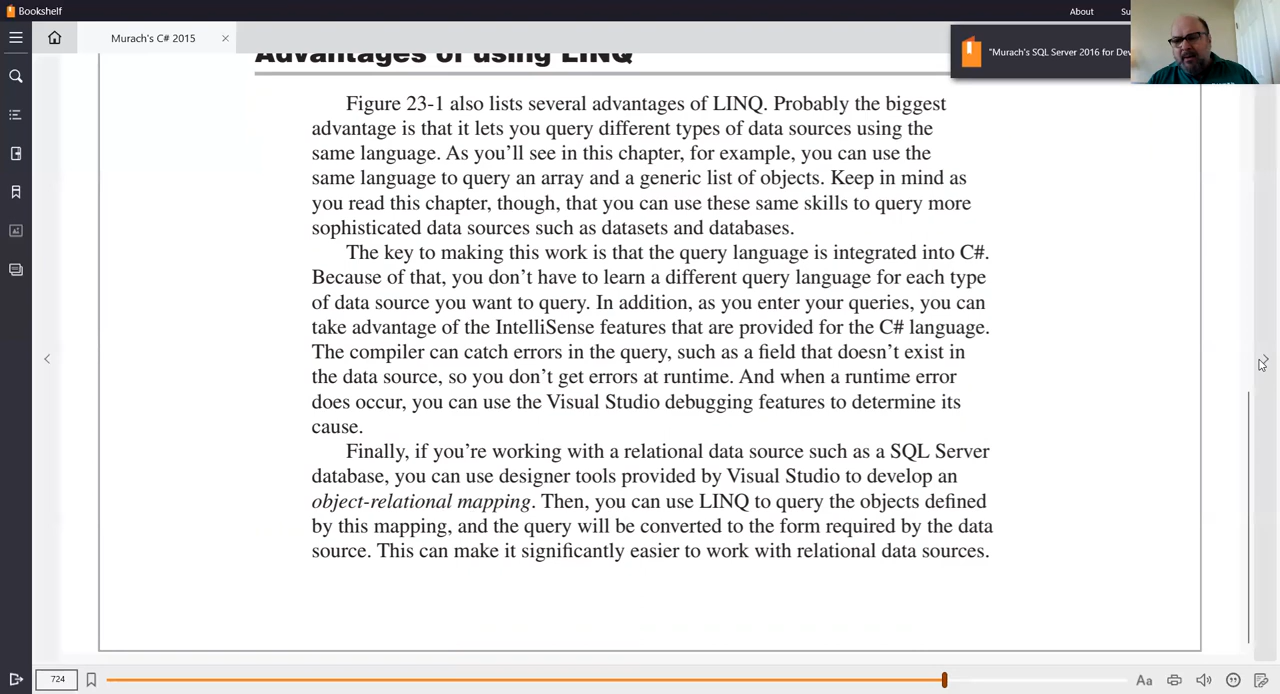 Bookshelf
About
Su
Murach's C# 2015
"Murach's SQL Server 2016 for Dev
Advantages of using LINQ
Figure 23-1 also lists several advantages of LINQ. Probably the biggest
advantage is that it lets you query different types of data sources using the
same language. As you'll see in this chapter, for example, you can use the
same language to query an array and a generic list of objects. Keep in mind as
you read this chapter, though, that you can use these same skills to query more
sophisticated data sources such as datasets and databases.
The key to making this work is that the query language is integrated into C#.
Because of that, you don't have to learn a different query language for each type
of data source you want to query. In addition, as you enter your queries, you can
take advantage of the IntelliSense features that are provided for the C# language.
The compiler can catch errors in the query, such as a field that doesn't exist in
the data source, so you don't get errors at runtime. And when a runtime error
does occur, you can use the Visual Studio debugging features to determine its
cause.
Finally, if you're working with a relational data source such as a SQL Server
database, you can use designer tools provided by Visual Studio to develop an
object-relational mapping. Then, you can use LINQ to query the objects defined
by this mapping, and the query will be converted to the form required by the data
source. This can make it significantly easier to work with relational data sources.
724
Aa